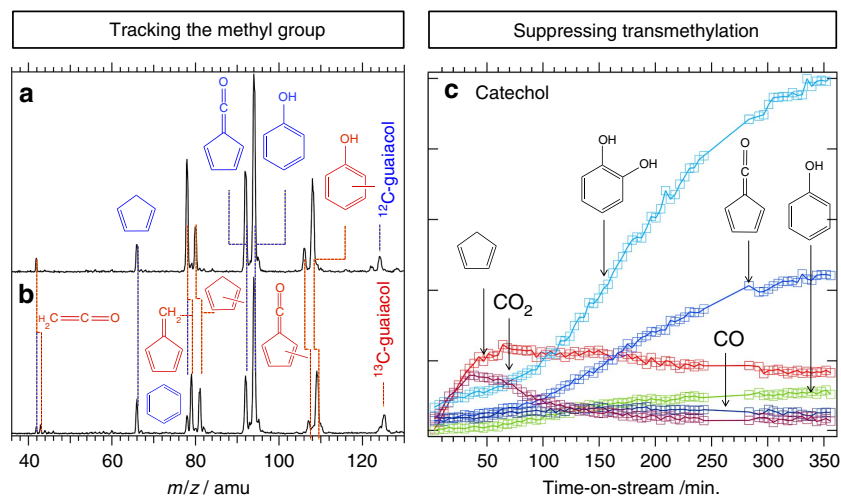 Tracking the methyl group
Suppressing transmethylation
a
O
C
OH
OH
¹²C-guaiacol
b
H₂C C O
CH₂
O
C
¹³C-guaiacol
40 60 80 100 120
m/z / amu
c Catechol
OH
OH
O
C
OH
CO₂
CO
50 100 150 200 250 300 350
Time-on-stream /min.